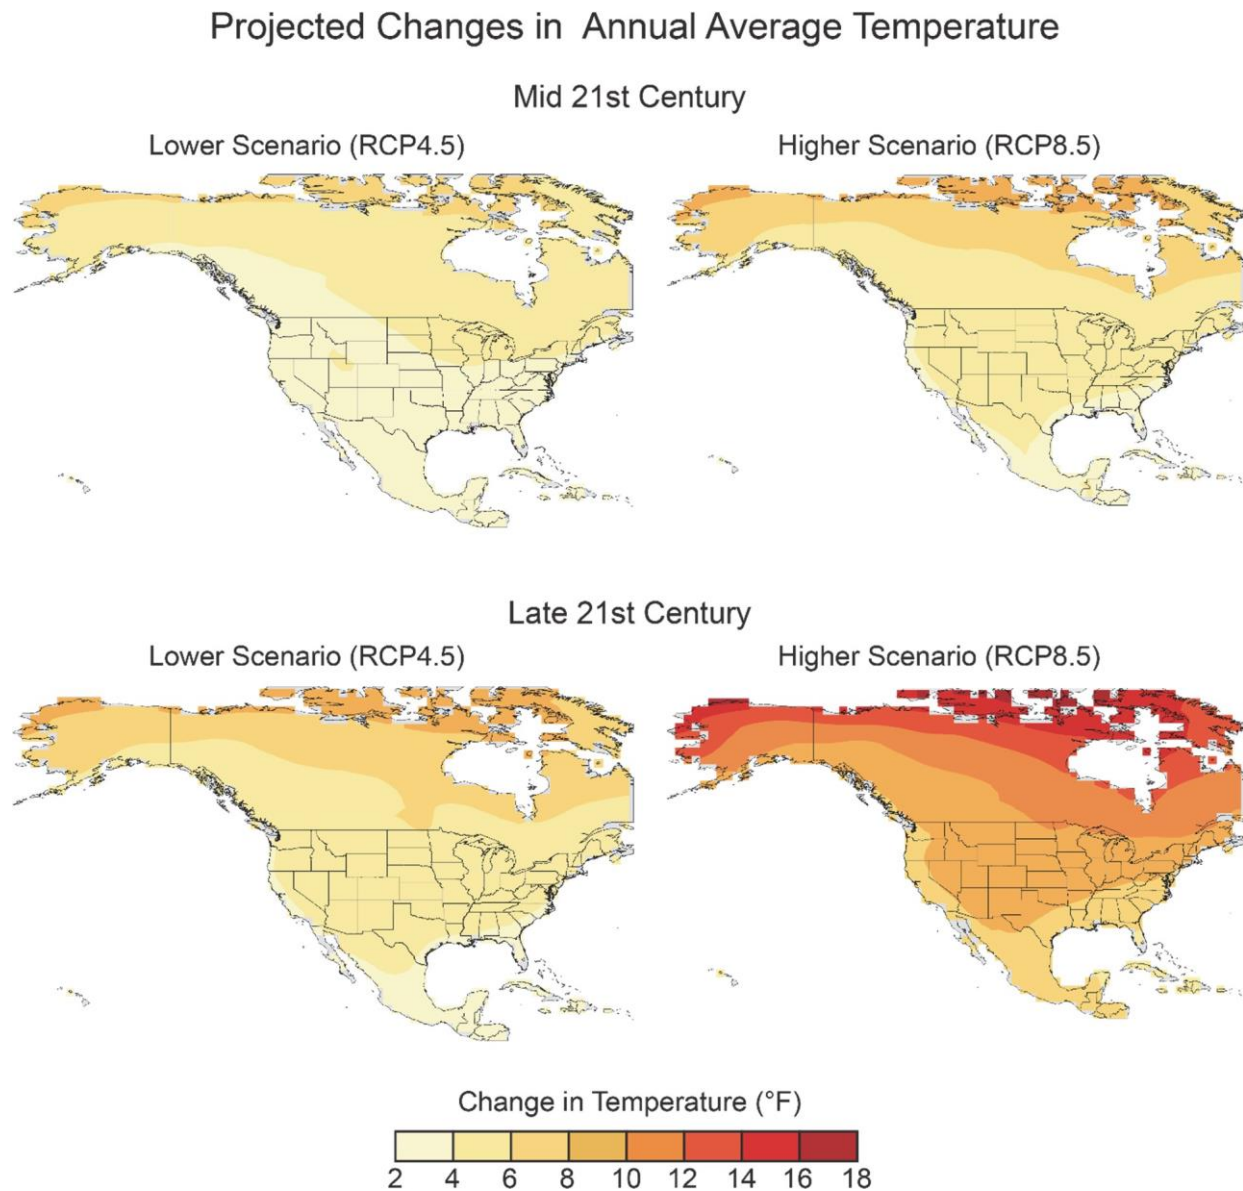 Projected Changes in Annual Average Temperature
Mid 21st Century
Lower Scenario (RCP4.5)
Higher Scenario (RCP8.5)
Late 21st Century
Lower Scenario (RCP4.5)
Higher Scenario (RCP8.5)
Change in Temperature (°F)
2 4 6 8 10 12 14 16 18